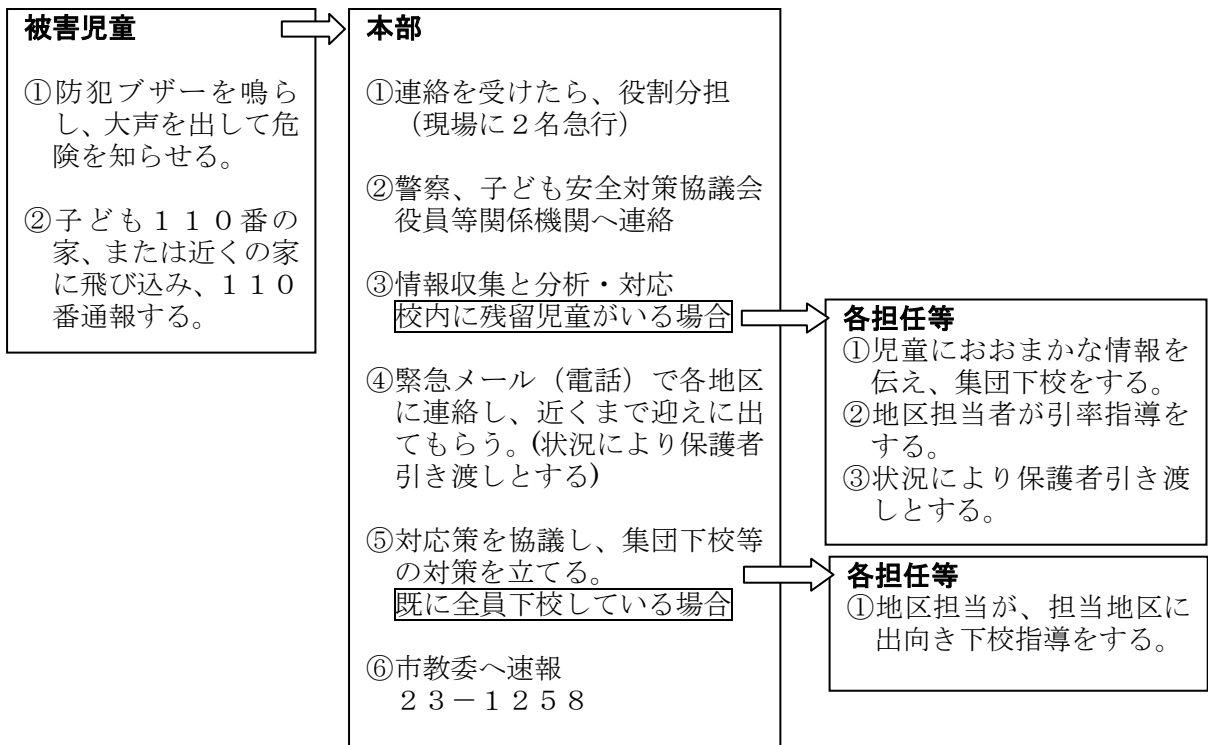 被害児童
①防犯ブザーを鳴ら
し、大声を出して危
険を知らせる。
②子ども１１０番の
家、または近くの家
に飛び込み、１１０
番通報する。
本部
①連絡を受けたら、役割分担
（現場に２名急行）
②警察、子ども安全対策協議会
役員等関係機関へ連絡
③情報収集と分析・対応
校内に残留児童がいる場合
④緊急メール（電話）で各地区
に連絡し、近くまで迎えに出
てもらう。(状況により保護者
引き渡しとする)
⑤対応策を協議し、集団下校等
の対策を立てる。
既に全員下校している場合
⑥市教委へ速報
２３－１２５８
各担任等
①児童におおまかな情報を
伝え、集団下校をする。
②地区担当者が引率指導を
する。
③状況により保護者引き渡
しとする。
各担任等
①地区担当が、担当地区に
出向き下校指導をする。